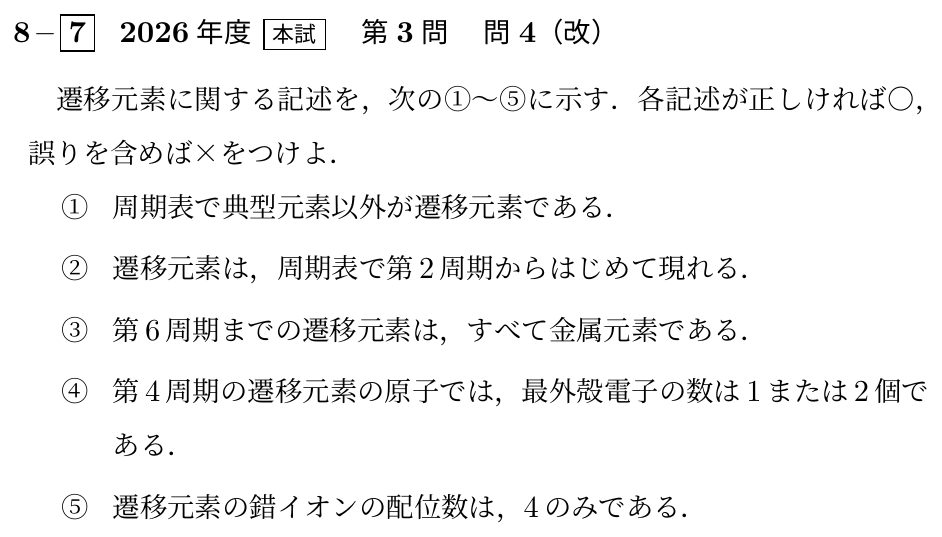 8－7 2026年度 本試 第3問 問4（改）
遷移元素に関する記述を，次の①～⑤に示す．各記述が正しければ○，
誤りを含めば×をつけよ．
① 周期表で典型元素以外が遷移元素である．
② 遷移元素は，周期表で第2周期からはじめて現れる．
③ 第6周期までの遷移元素は，すべて金属元素である．
④ 第4周期の遷移元素の原子では，最外殻電子の数は1または2個で
ある．
⑤ 遷移元素の錯イオンの配位数は，4のみである．